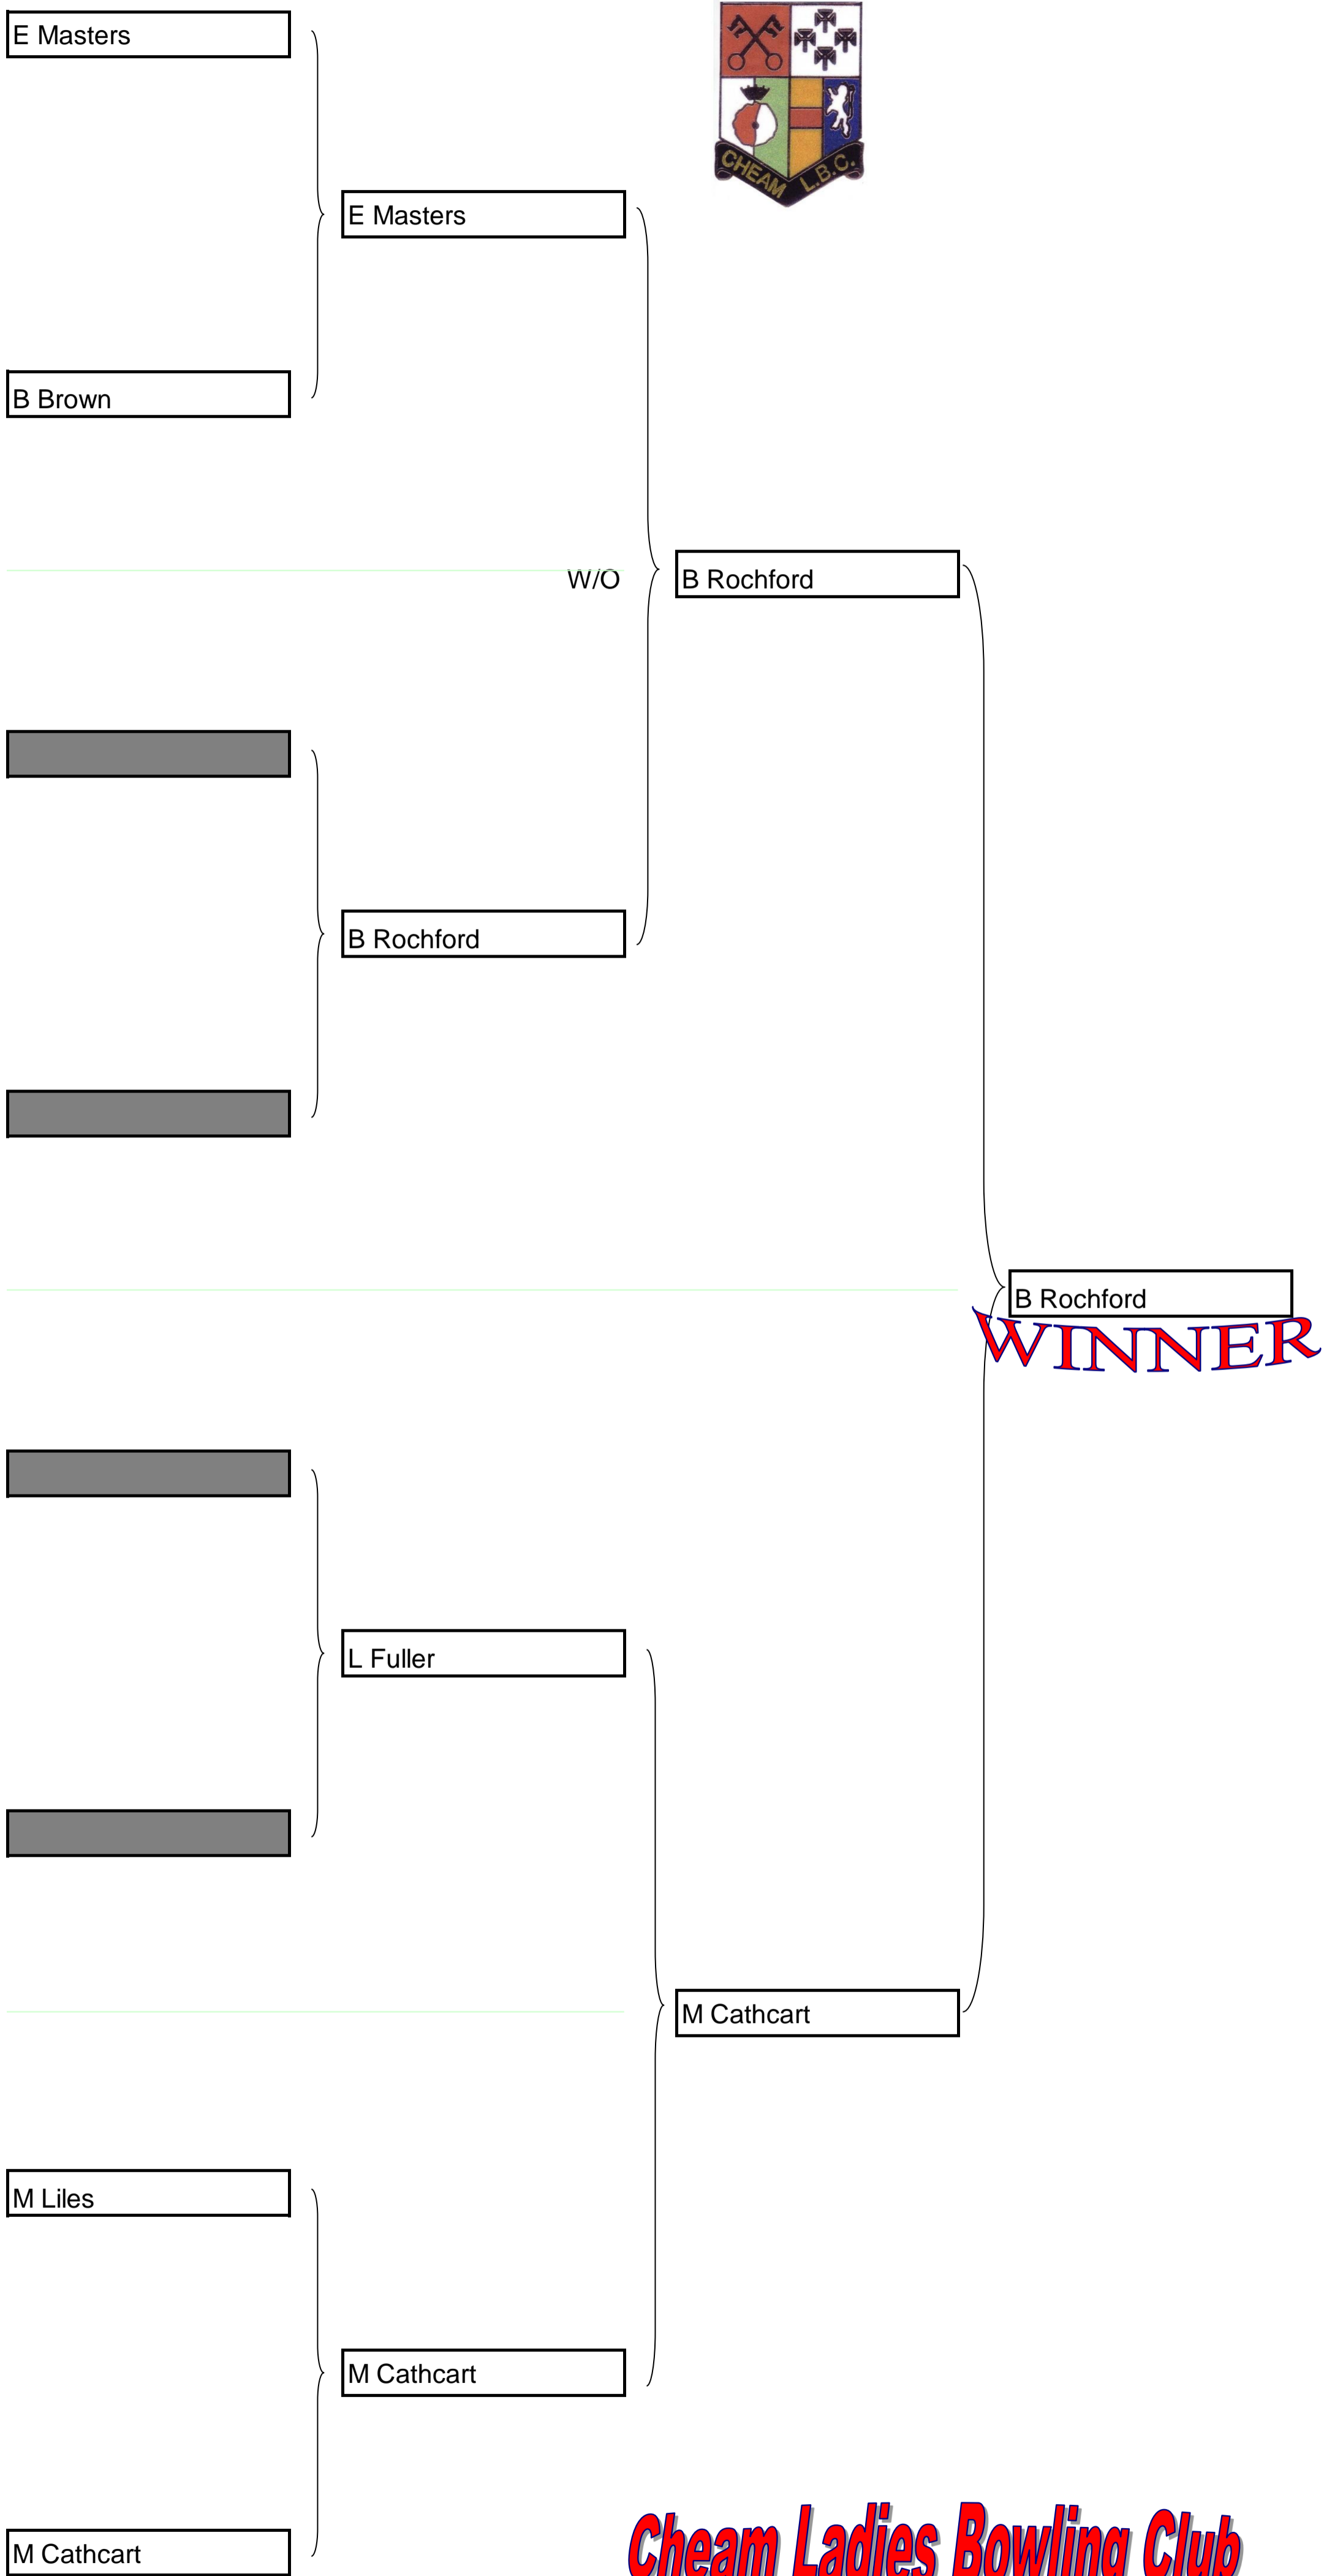 E Masters
CHEAM L.B.C.
E Masters
B Brown
W/O
B Rochford
B Rochford
B Rochford
WINNER
L Fuller
M Cathcart
M Liles
M Cathcart
M Cathcart
Cheam Ladies Bowling Club